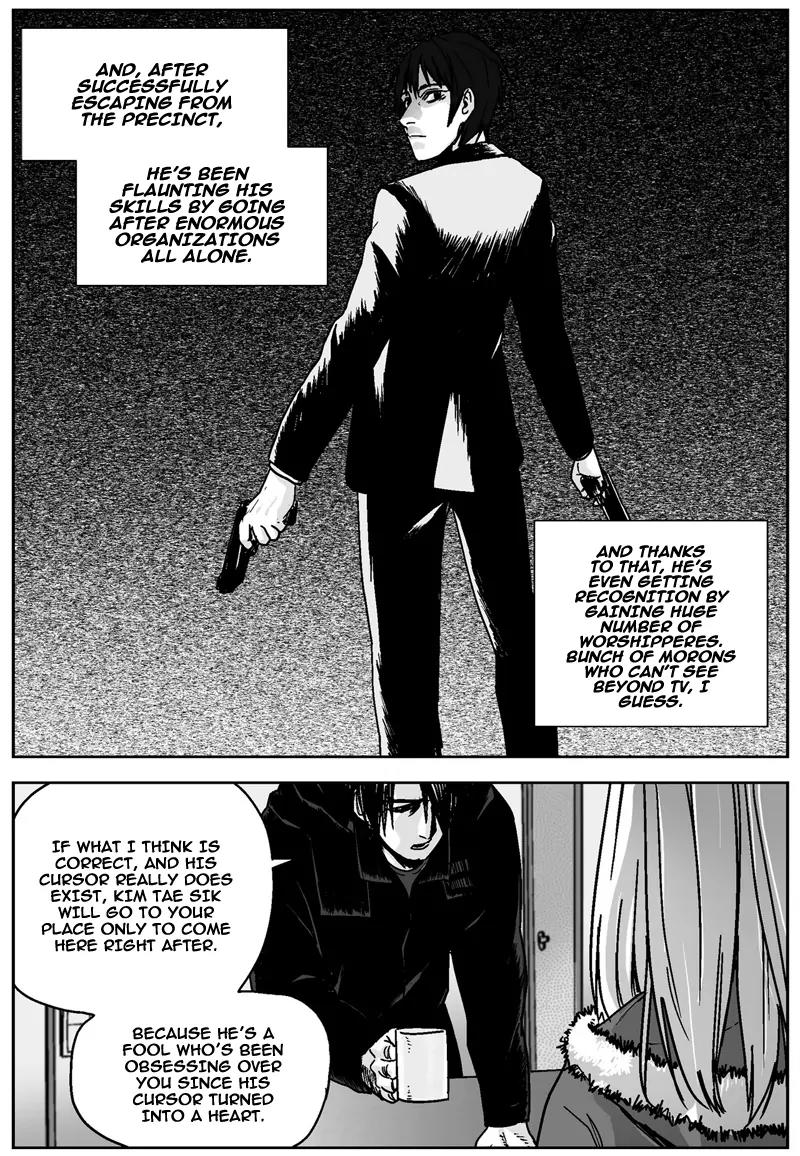 AND, AFTER
SUCCESSFULLY
ESCAPING FROM
THE PRECINCT,
HE'S BEEN
FLAUNTING HIS
SKILLS BY GOING
AFTER ENORMOUS
ORGANIZATIONS
ALL ALONE.
AND THANKS
TO THAT, HE'S
EVEN GETTING
RECOGNITION BY
GAINING HUGE
NUMBER OF
WORSHIPPERES.
BUNCH OF MORONS
WHO CAN'T SEE
BEYOND TV, I
GUESS.
IF WHAT I THINK IS
CORRECT, AND HIS
CURSOR REALLY DOES
EXIST, KIM TAE SIK
WILL GO TO YOUR
PLACE ONLY TO COME
HERE RIGHT AFTER.
BECAUSE HE'S A
FOOL WHO'S BEEN
OBSESSING OVER
YOU SINCE HIS
CURSOR TURNED
INTO A HEART.